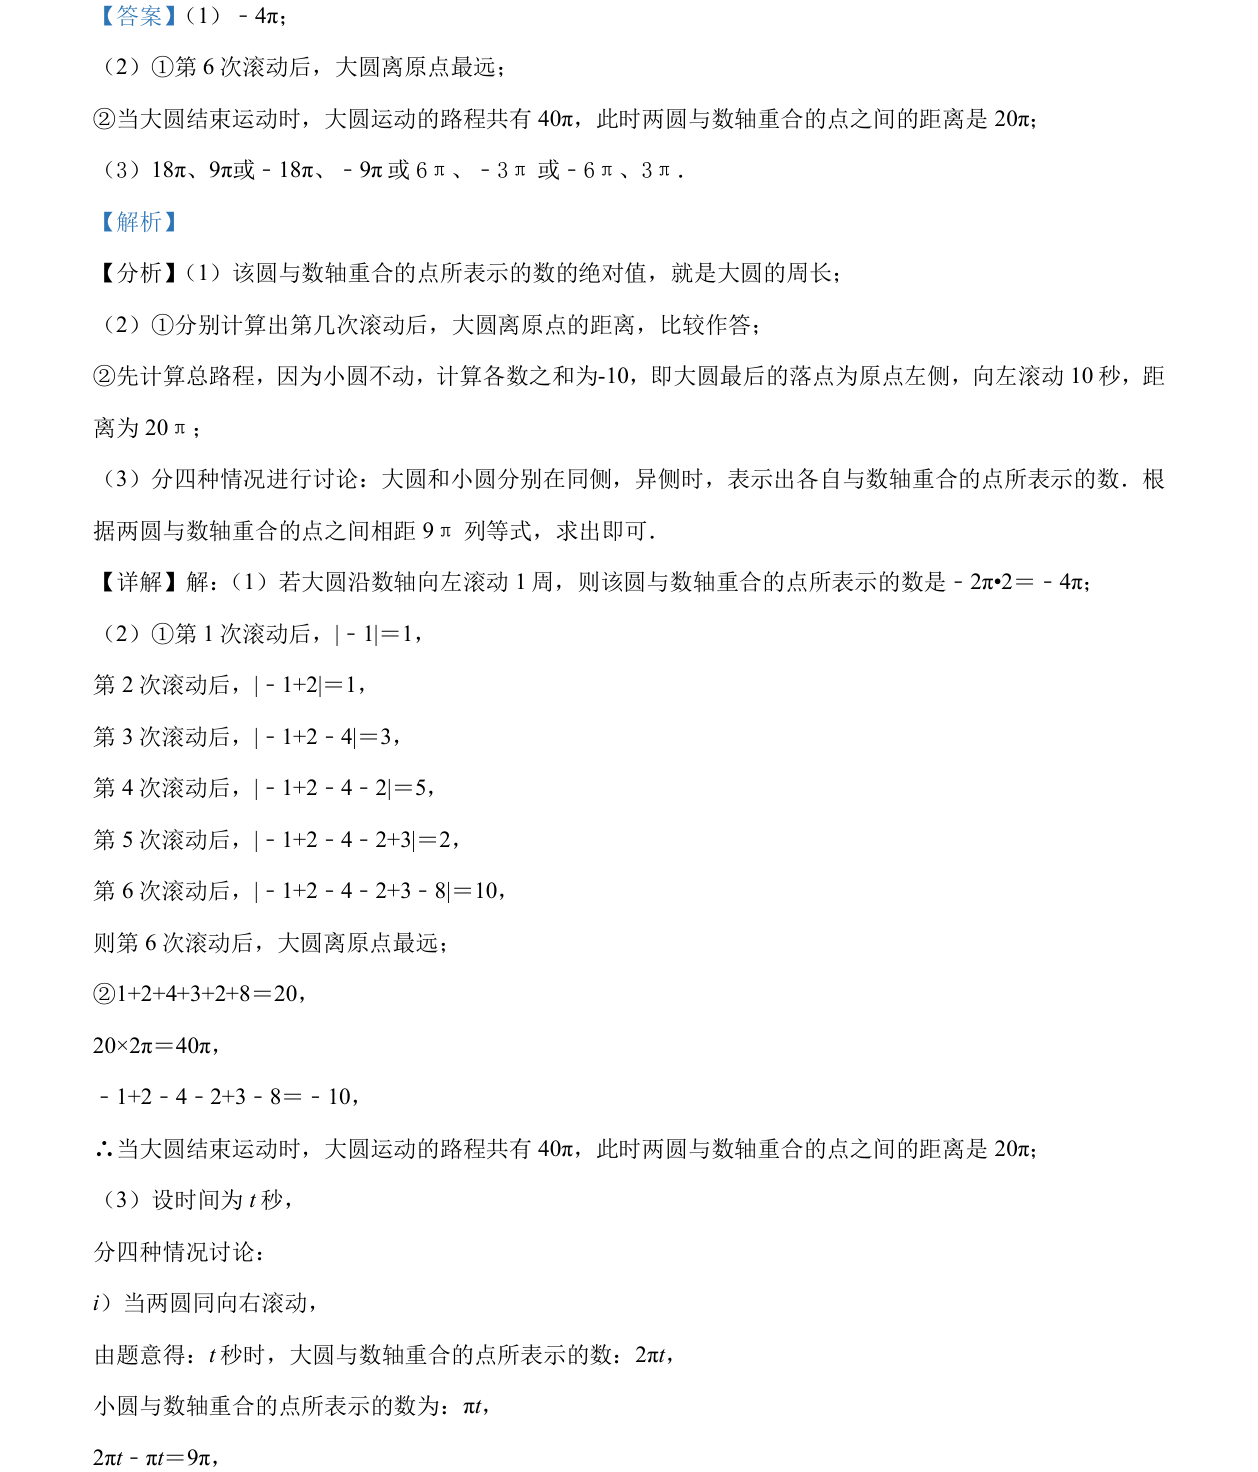 【答案】（1）﹣4π；
（2）①第 6 次滚动后，大圆离原点最远；
②当大圆结束运动时，大圆运动的路程共有 40π，此时两圆与数轴重合的点之间的距离是 20π；
（3）18π、9π或﹣18π、﹣9π 或 6π、﹣3π 或﹣6π、3π．
【解析】
【分析】（1）该圆与数轴重合的点所表示的数的绝对值，就是大圆的周长；
（2）①分别计算出第几次滚动后，大圆离原点的距离，比较作答；
②先计算总路程，因为小圆不动，计算各数之和为-10，即大圆最后的落点为原点左侧，向左滚动 10 秒，距
离为 20π；
（3）分四种情况进行讨论：大圆和小圆分别在同侧，异侧时，表示出各自与数轴重合的点所表示的数．根
据两圆与数轴重合的点之间相距 9π 列等式，求出即可．
【详解】解：（1）若大圆沿数轴向左滚动 1 周，则该圆与数轴重合的点所表示的数是﹣2π•2＝﹣4π；
（2）①第 1 次滚动后，|﹣1|＝1，
第 2 次滚动后，|﹣1+2|＝1，
第 3 次滚动后，|﹣1+2﹣4|＝3，
第 4 次滚动后，|﹣1+2﹣4﹣2|＝5，
第 5 次滚动后，|﹣1+2﹣4﹣2+3|＝2，
第 6 次滚动后，|﹣1+2﹣4﹣2+3﹣8|＝10，
则第 6 次滚动后，大圆离原点最远；
②1+2+4+3+2+8＝20，
20×2π＝40π，
﹣1+2﹣4﹣2+3﹣8＝﹣10，
∴当大圆结束运动时，大圆运动的路程共有 40π，此时两圆与数轴重合的点之间的距离是 20π；
（3）设时间为 t 秒，
分四种情况讨论：
i）当两圆同向右滚动，
由题意得：t 秒时，大圆与数轴重合的点所表示的数：2πt，
小圆与数轴重合的点所表示的数为：πt，
2πt﹣πt＝9π，